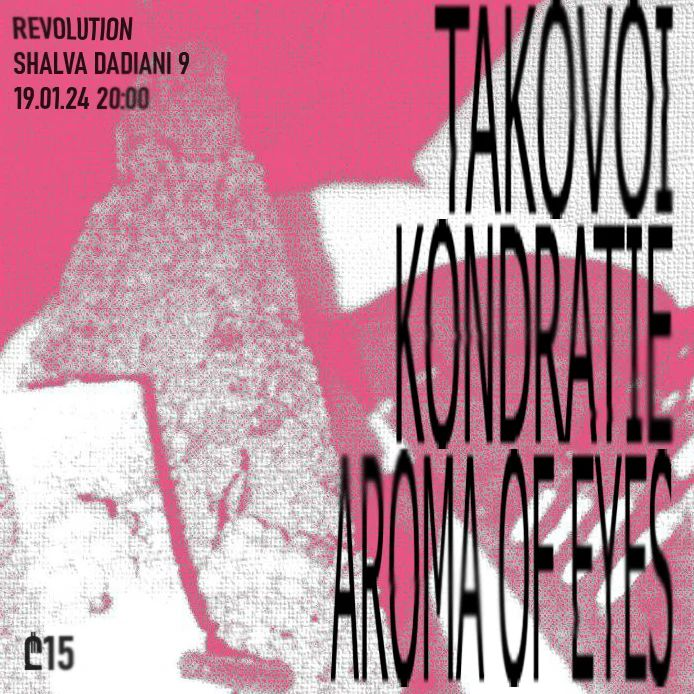 REVOLUTION
SHALVA DADIANI 9
19.01.24 20:00
TAKOVOI
KONDRATIE
AROMA OF EYES
₾15